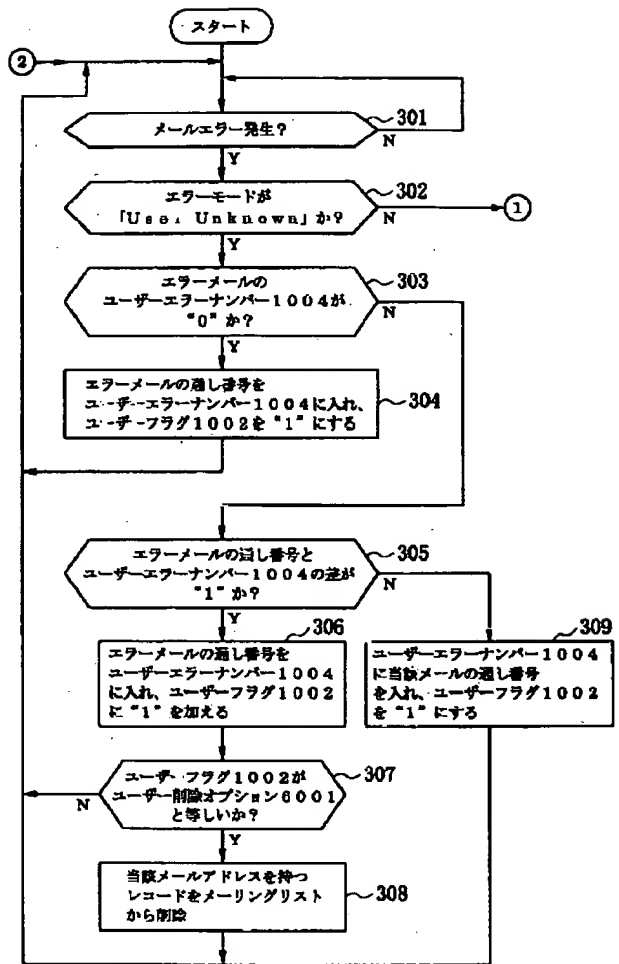 スタート
②
メールエラー発生?
301
N
Y
エラーモードが
「User Unknown」か?
302
N
①
Y
エラーメールの
ユーザーエラーナンバー1004が
"0"か?
303
N
Y
エラーメールの通し番号を
ユーザーエラーナンバー1004に入れ、
ユーザーフラグ1002を"1"にする
304
エラーメールの通し番号と
ユーザーエラーナンバー1004の差が
"1"か?
305
N
Y
306
エラーメールの通し番号を
ユーザーエラーナンバー1004
に入れ、ユーザーフラグ1002
に"1"を加える
309
ユーザーエラーナンバー1004
に当該メールの通し番号
を入れ、ユーザーフラグ1002
を"1"にする
ユーザーフラグ1002が
ユーザー削除オプション6001
と等しいか?
307
N
Y
当該メールアドレスを持つ
レコードをメーリングリスト
から削除
308